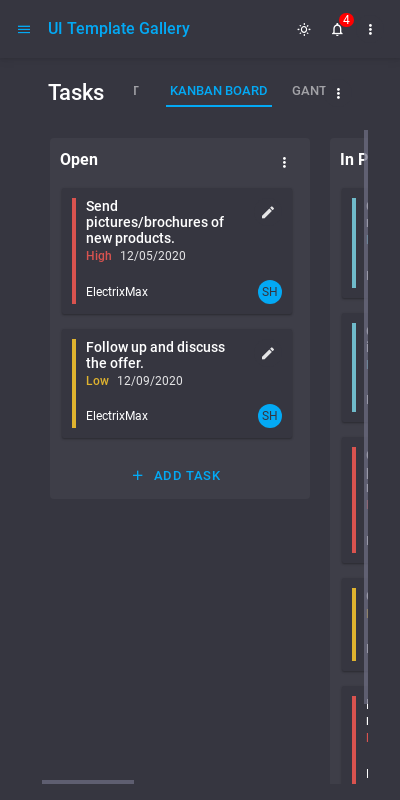 UI Template Gallery
4
Tasks
KANBAN BOARD
GANT
Open
In P
Send
pictures/brochures of
new products.
High 12/05/2020
ElectrixMax
SH
Follow up and discuss
the offer.
Low 12/09/2020
ElectrixMax
SH
+ ADD TASK